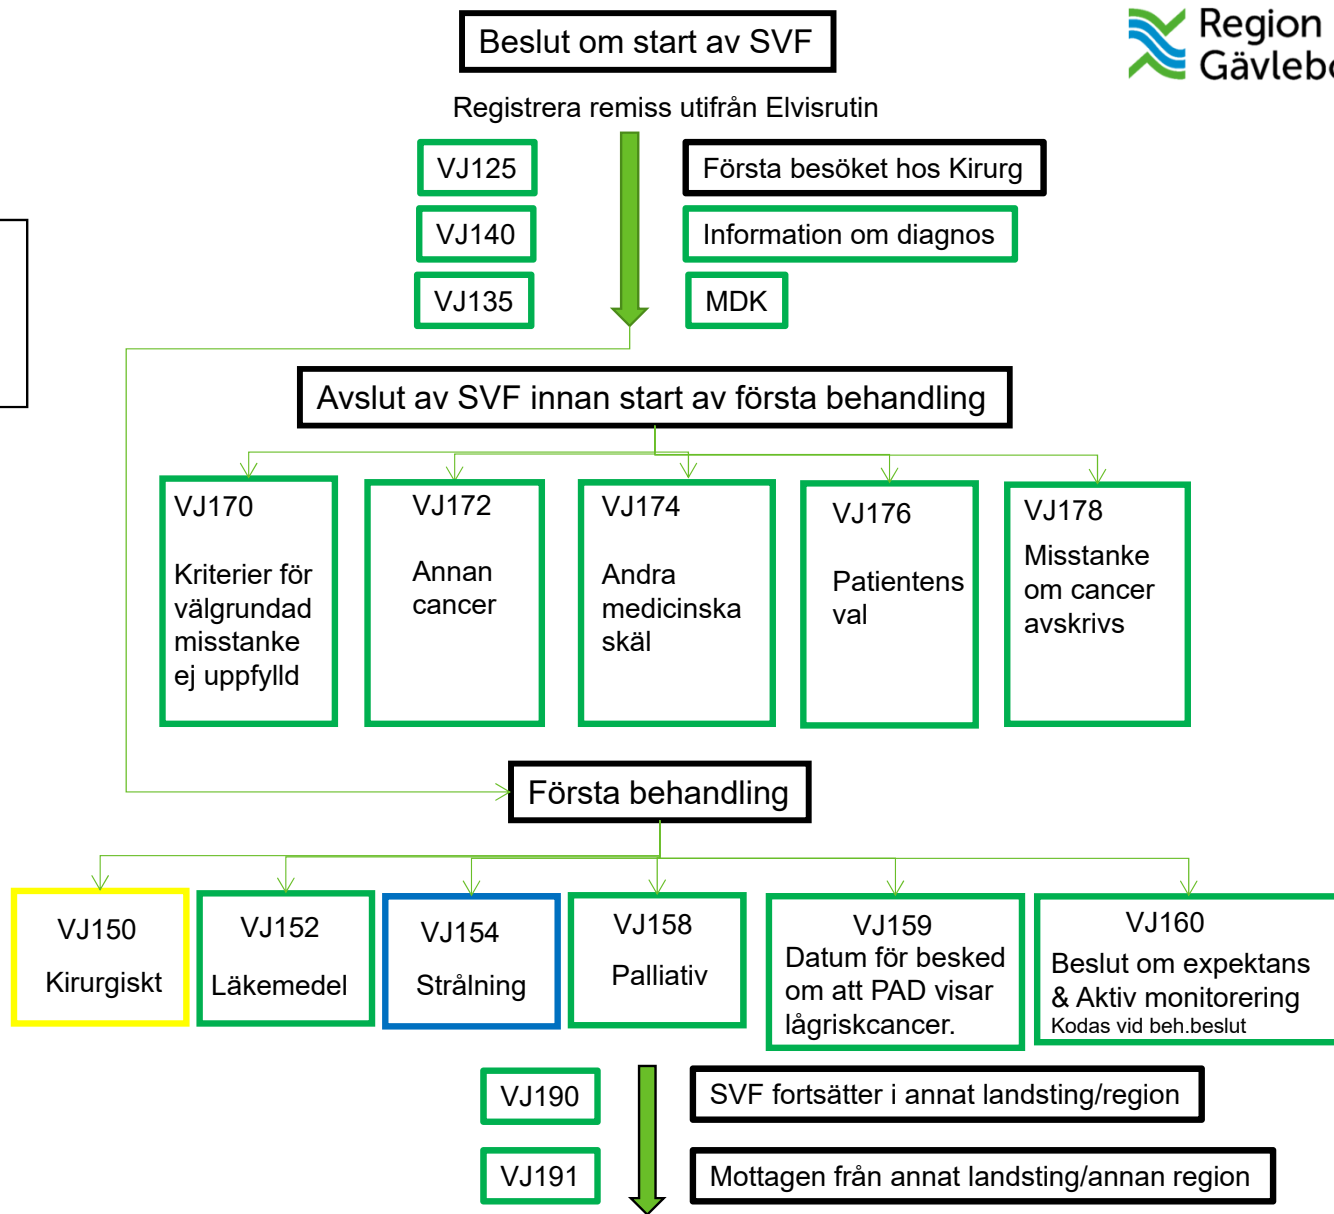 Beslut om start av SVF
Region
Gävlebo
Registrera remiss utifrån Elvisrutin
VJ125
Första besöket hos Kirurg
VJ140
Information om diagnos
VJ135
MDK
Avslut av SVF innan start av första behandling
VJ170
Kriterier för
välgrundad
misstanke
ej uppfylld
VJ172
Annan
cancer
VJ174
Andra
medicinska
skäl
VJ176
Patientens
val
VJ178
Misstanke
om cancer
avskrivs
Första behandling
VJ150
Kirurgiskt
VJ152
Läkemedel
VJ154
Strålning
VJ158
Palliativ
VJ159
Datum för besked
om att PAD visar
lågriskcancer.
VJ160
Beslut om expektans
& Aktiv monitorering
Kodas vid beh.beslut
VJ190
SVF fortsätter i annat landsting/region
VJ191
Mottagen från annat landsting/annan region